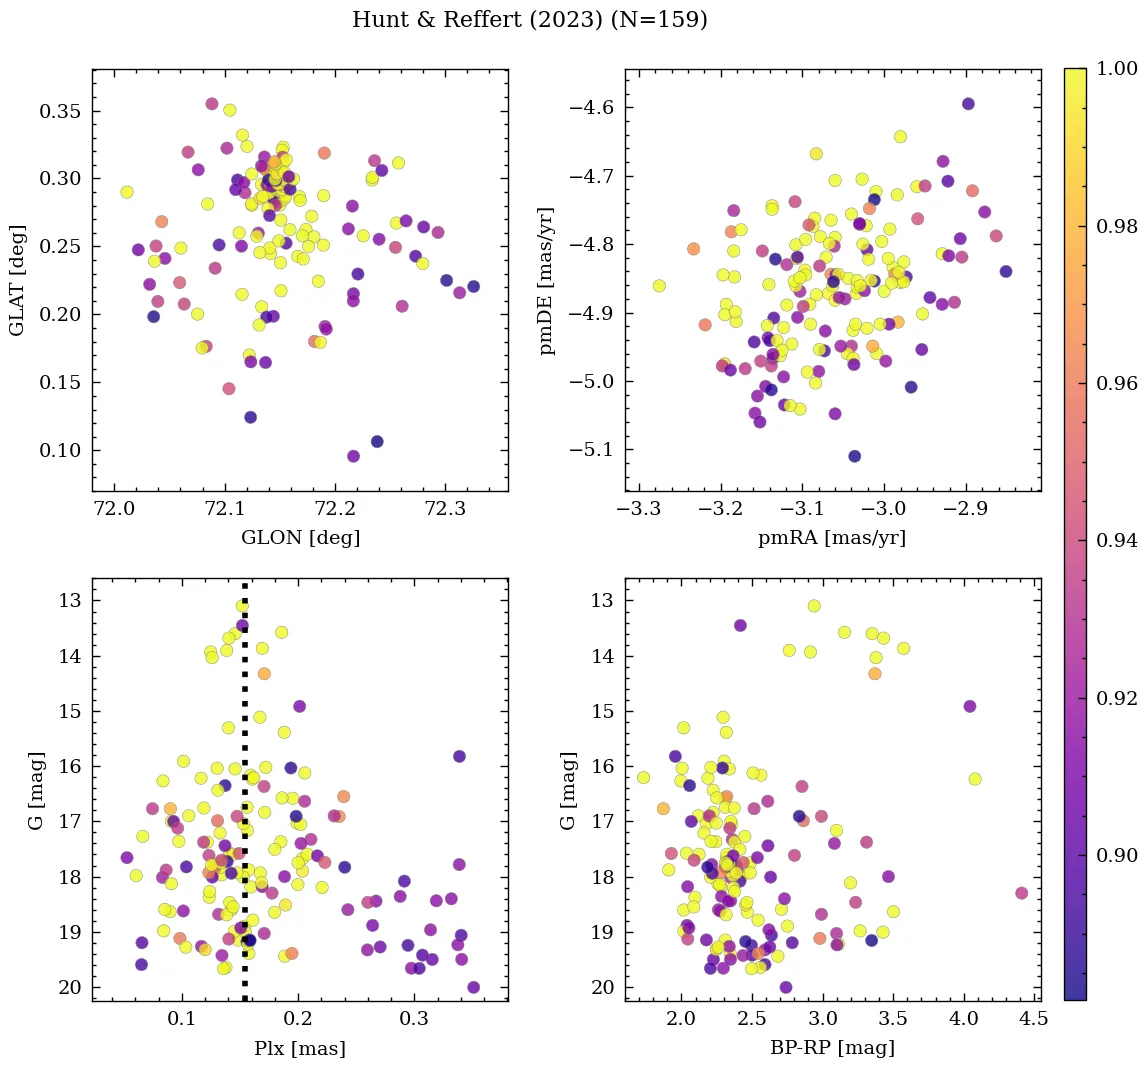 Hunt & Reffert (2023) (N=159)
0.35
0.30
0.25
0.20
0.15
0.10
GLAT [deg]
72.0 72.1 72.2 72.3
GLON [deg]
−4.6
−4.7
−4.8
−4.9
−5.0
−5.1
pmDE [mas/yr]
−3.3 −3.2 −3.1 −3.0 −2.9
pmRA [mas/yr]
1.00
0.98
0.96
0.94
0.92
0.90
13
14
15
16
17
18
19
20
G [mag]
0.1 0.2 0.3
Plx [mas]
13
14
15
16
17
18
19
20
G [mag]
2.0 2.5 3.0 3.5 4.0 4.5
BP-RP [mag]